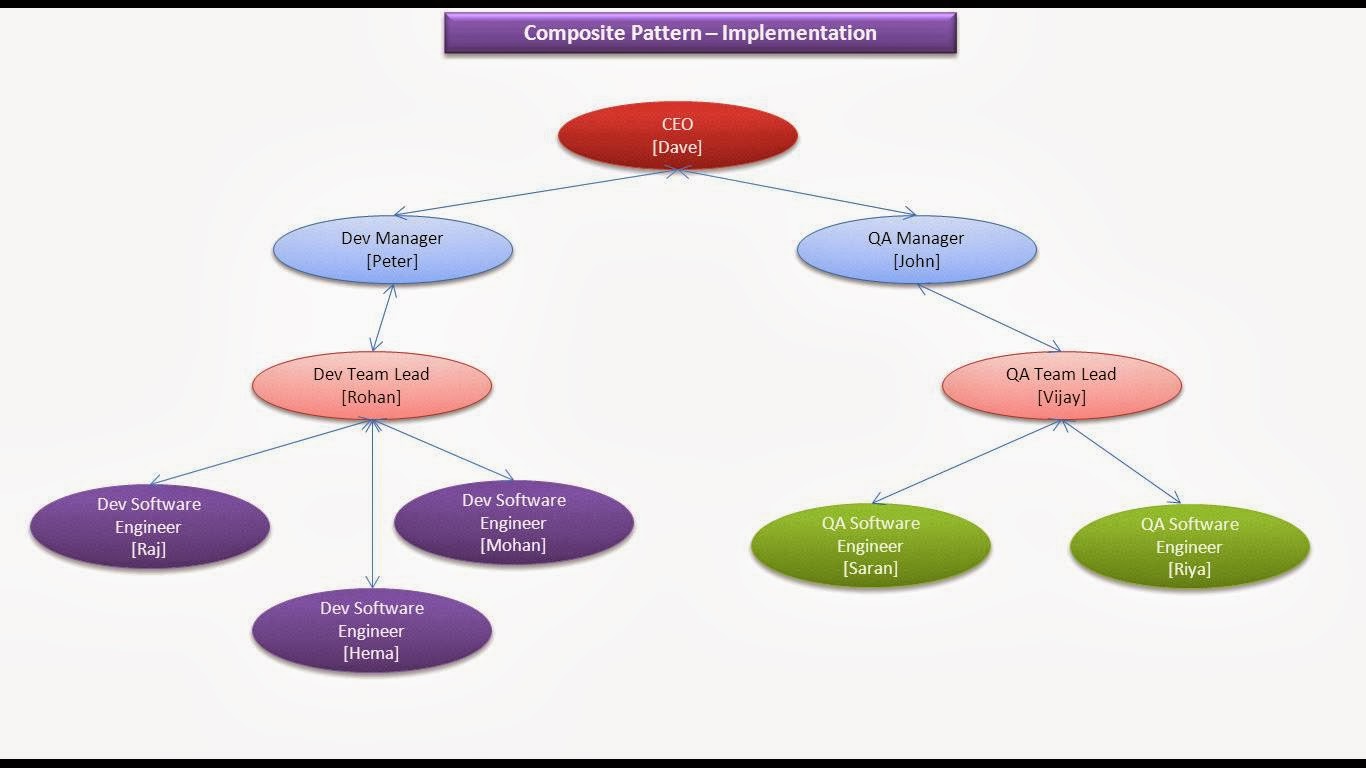 Composite Pattern – Implementation
CEO
[Dave]
Dev Manager
[Peter]
QA Manager
[John]
Dev Team Lead
[Rohan]
QA Team Lead
[Vijay]
Dev Software
Engineer
[Raj]
Dev Software
Engineer
[Mohan]
QA Software
Engineer
[Saran]
QA Software
Engineer
[Riya]
Dev Software
Engineer
[Hema]